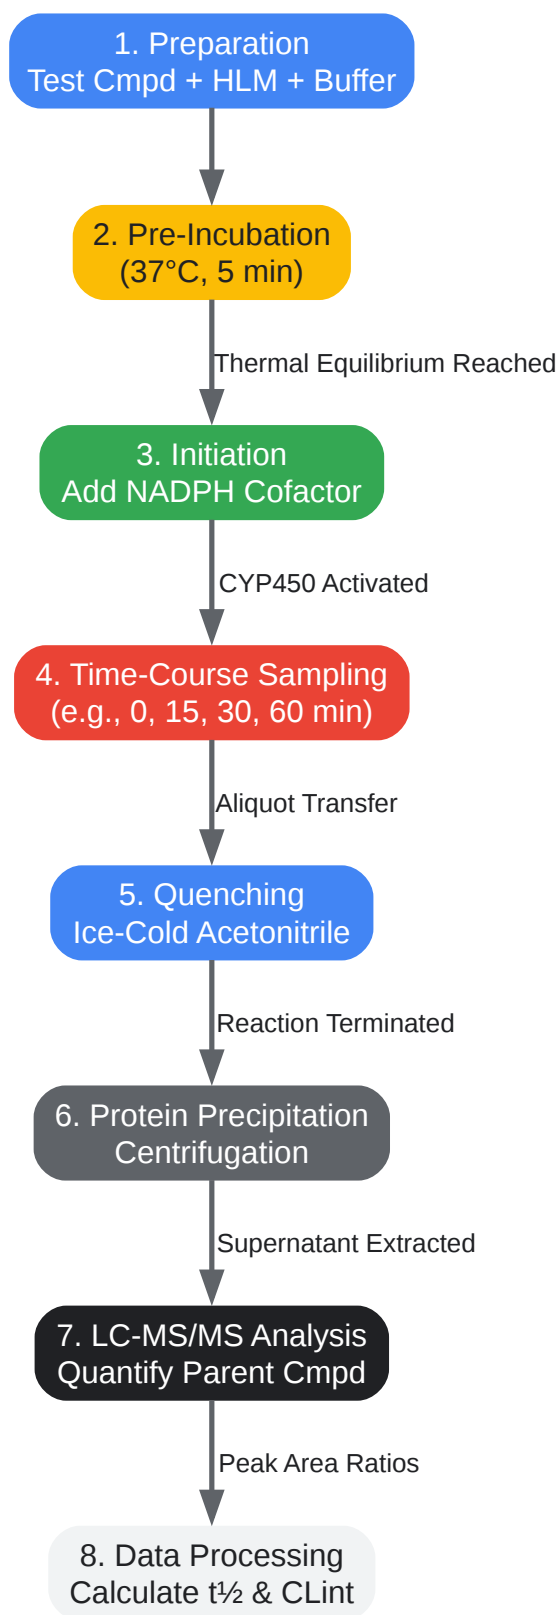 1. Preparation
Test Cmpd + HLM + Buffer
2. Pre-Incubation
(37°C, 5 min)
Thermal Equilibrium Reached
3. Initiation
Add NADPH Cofactor
CYP450 Activated
4. Time-Course Sampling
(e.g., 0, 15, 30, 60 min)
Aliquot Transfer
5. Quenching
Ice-Cold Acetonitrile
Reaction Terminated
6. Protein Precipitation
Centrifugation
Supernatant Extracted
7. LC-MS/MS Analysis
Quantify Parent Cmpd
Peak Area Ratios
8. Data Processing
Calculate t½ & CLint